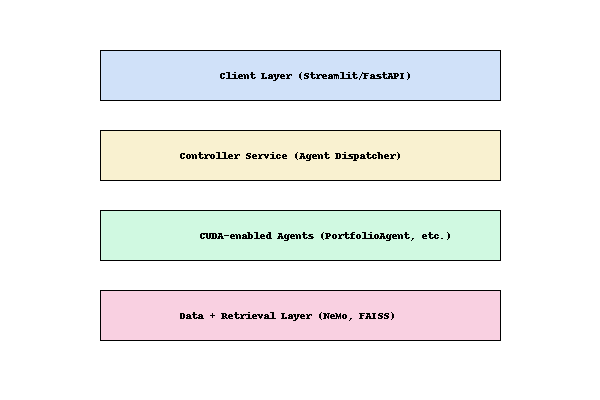 Client Layer (Streamlit/FastAPI)
Controller Service (Agent Dispatcher)
CUDA-enabled Agents (PortfolioAgent, etc.)
Data + Retrieval Layer (NeMo, FAISS)